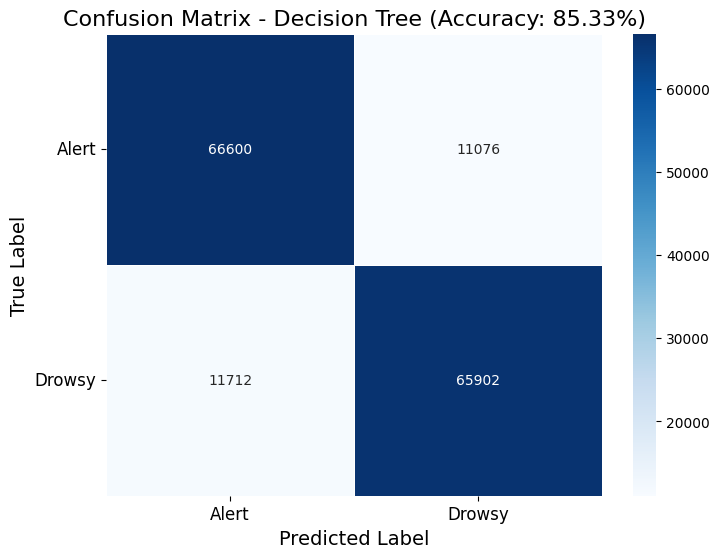 Confusion Matrix - Decision Tree (Accuracy: 85.33%)
True Label
Alert
66600
11076
Drowsy
11712
65902
Alert
Drowsy
Predicted Label
60000
50000
40000
30000
20000